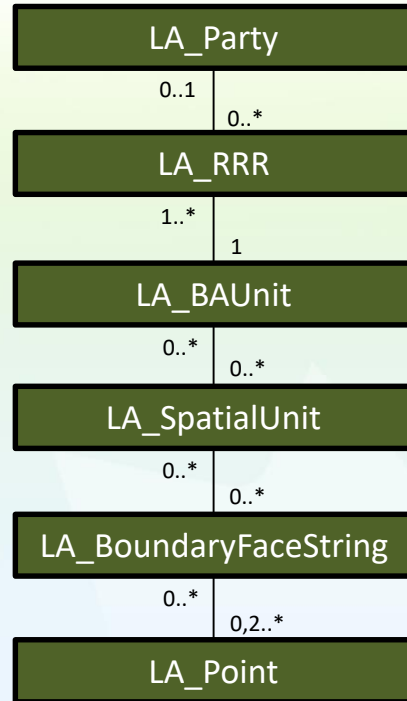 LA_Party
0..1
0..*
LA_RRR
1..*
1
LA_BAUnit
0..*
0..*
LA_SpatialUnit
0..*
0..*
LA_BoundaryFaceString
0..*
0,2..*
LA_Point